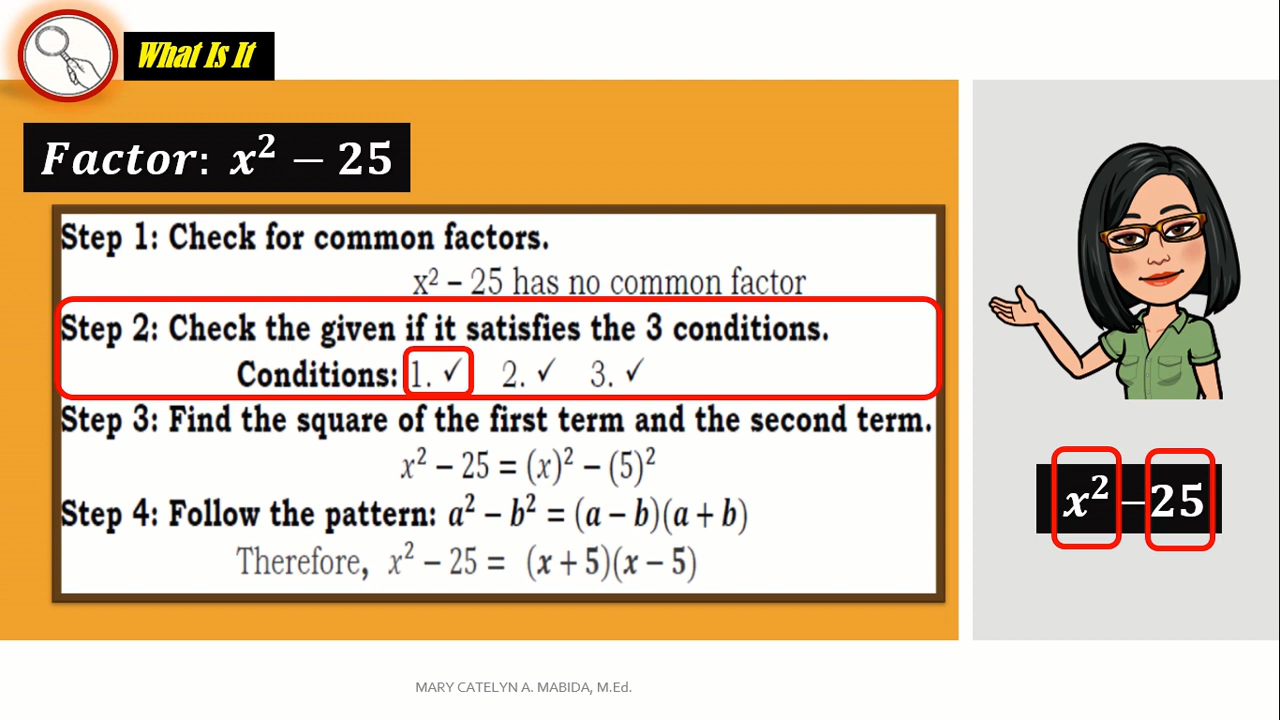 What Is It
Factor: x² − 25
Step 1: Check for common factors.
x² – 25 has no common factor
Step 2: Check the given if it satisfies the 3 conditions.
Conditions: 1. ✓ 2. ✓ 3. ✓
Step 3: Find the square of the first term and the second term.
x² − 25 = (x)² − (5)²
Step 4: Follow the pattern: a² − b² = (a − b)(a + b)
Therefore, x² − 25 = (x + 5)(x − 5)
x² − 25
MARY CATELYN A. MABIDA, M.Ed.